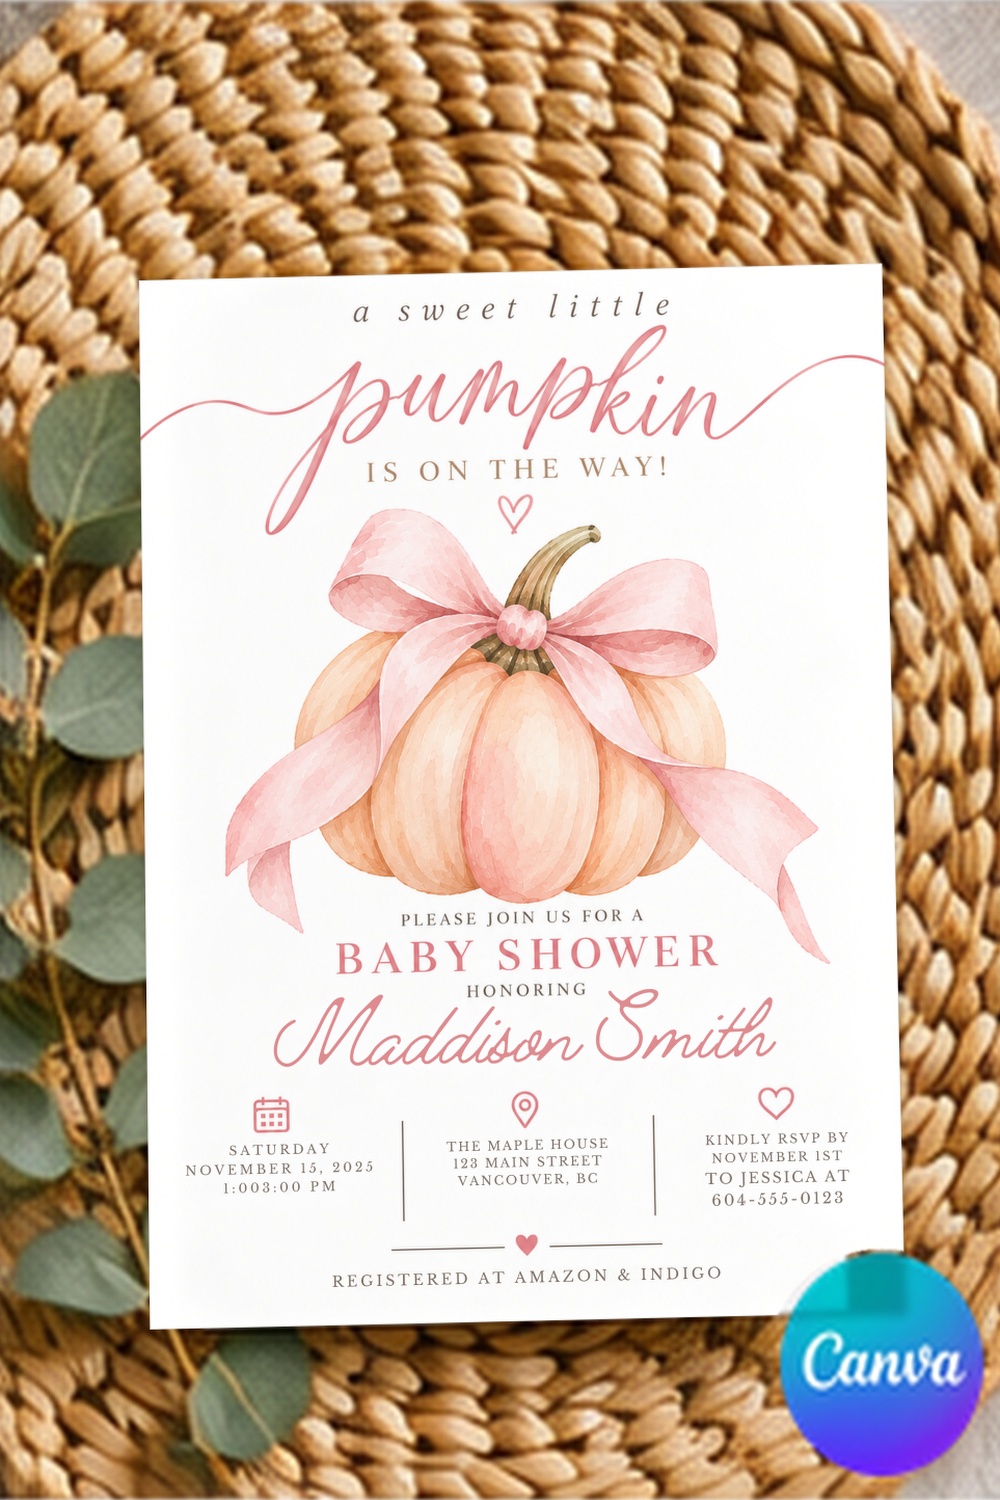 a sweet little
pumpkin
IS ON THE WAY!
PLEASE JOIN US FOR A
BABY SHOWER
HONORING
Maddison Smith
SATURDAY
NOVEMBER 15, 2025
1:003:00 PM
THE MAPLE HOUSE
123 MAIN STREET
VANCOUVER, BC
KINDLY RSVP BY
NOVEMBER 1ST
TO JESSICA AT
604-555-0123
REGISTERED AT AMAZON & INDIGO
Canva